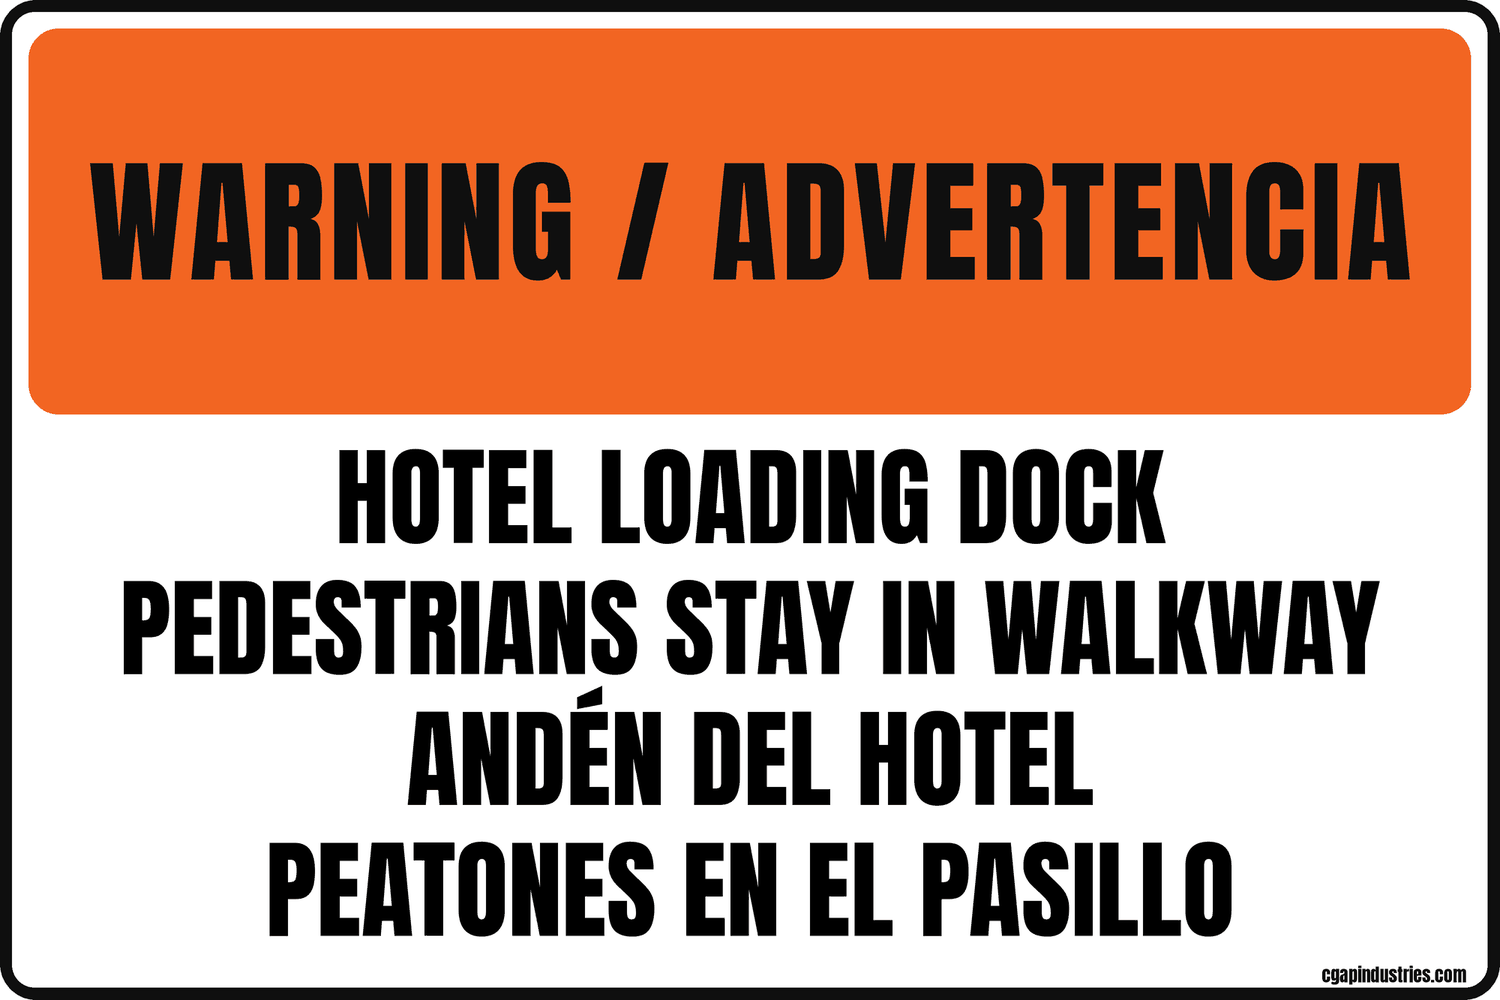 WARNING / ADVERTENCIA
HOTEL LOADING DOCK
PEDESTRIANS STAY IN WALKWAY
ANDÉN DEL HOTEL
PEATONES EN EL PASILLO
cgapindustries.com